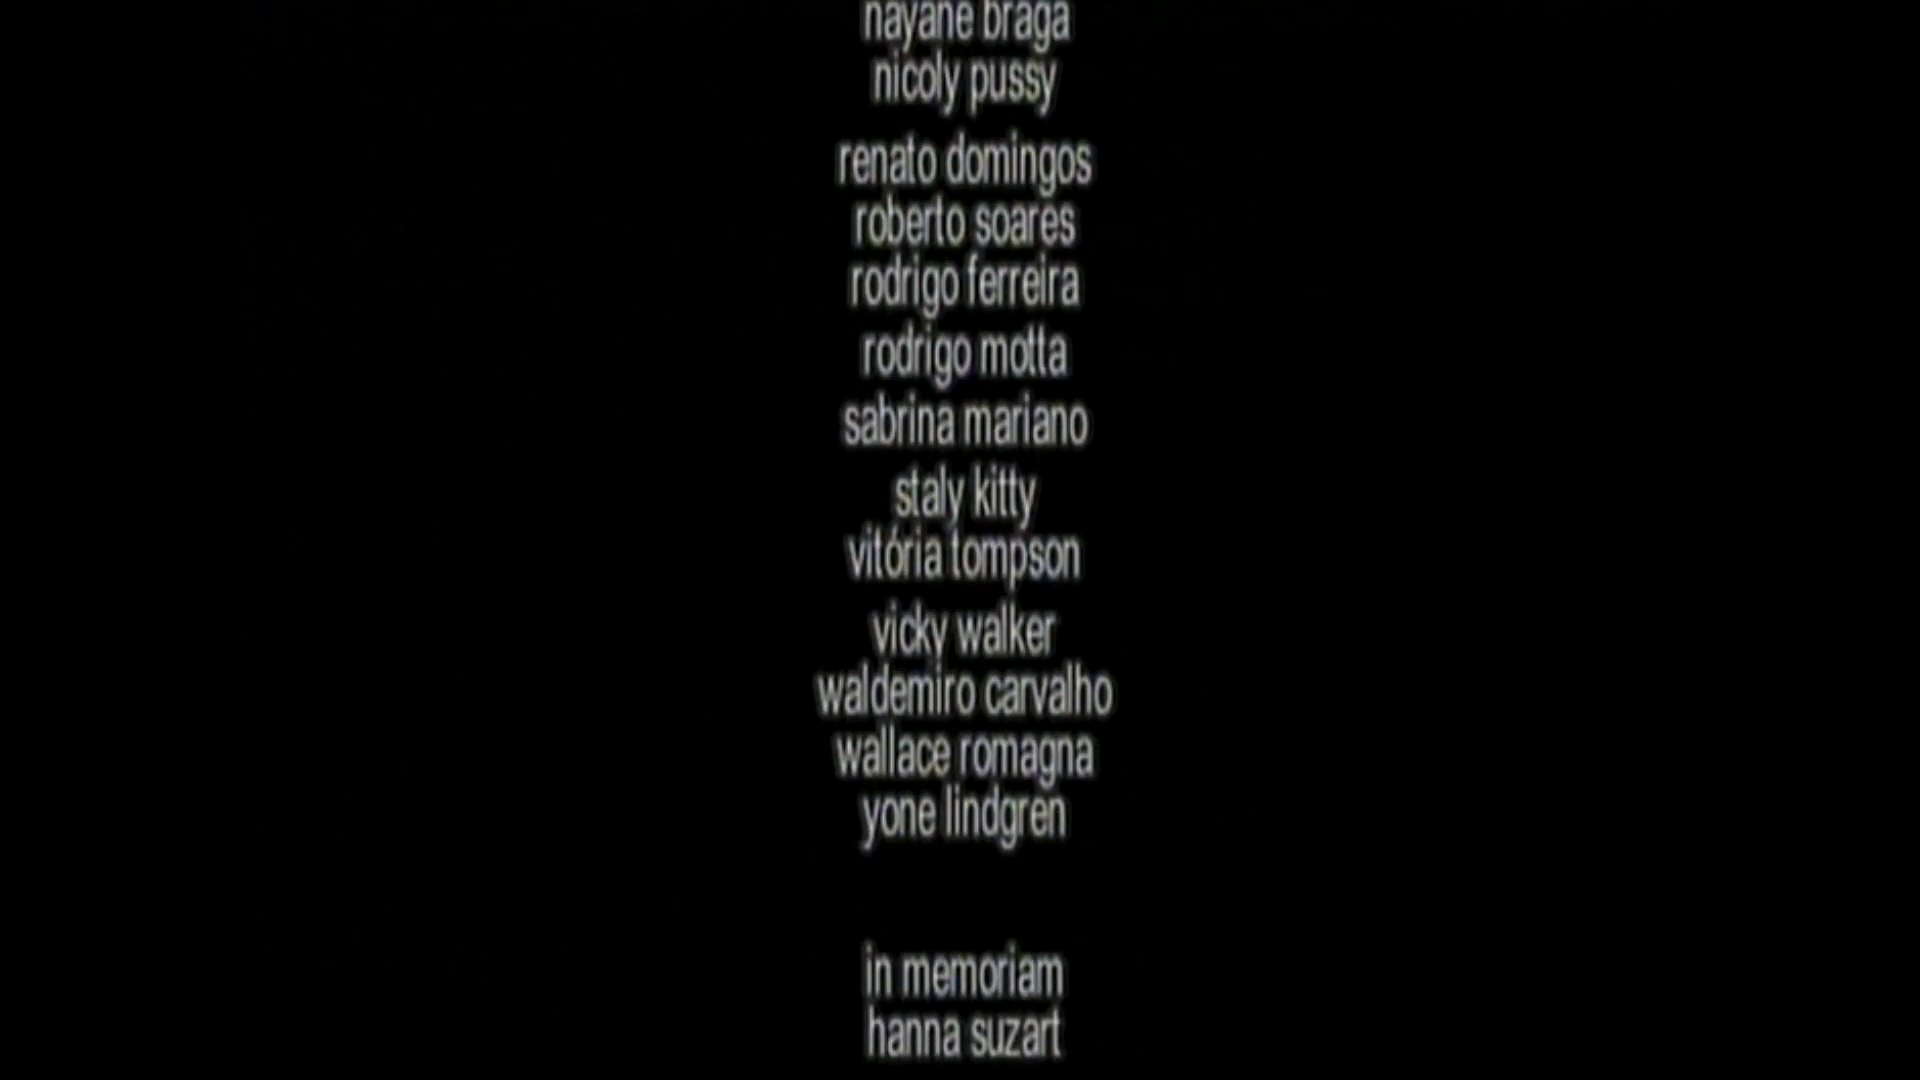 nayane braga
nicoly pussy
renato domingos
roberto soares
rodrigo ferreira
rodrigo motta
sabrina mariano
staly kitty
vitória tompson
vicky walker
waldemiro carvalho
wallace romagna
yone lindgren
in memoriam
hanna suzart